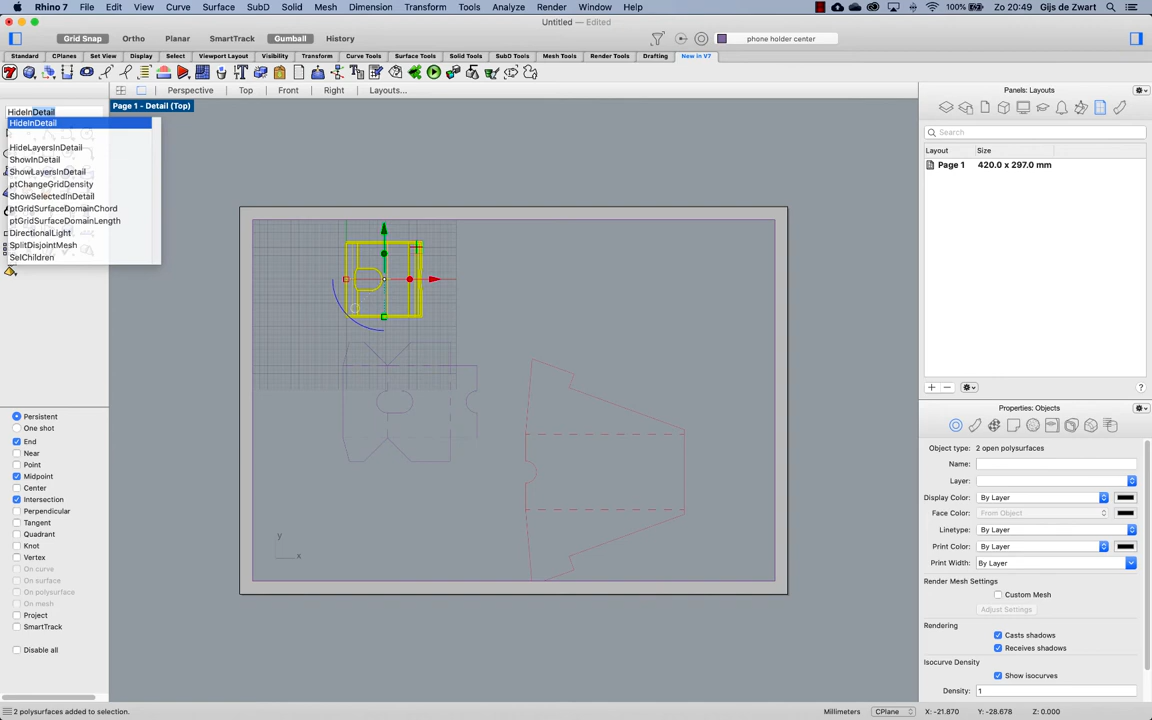 Rhino 7 File Edit View Curve Surface SubD Solid Mesh Dimension Transform Tools Analyze Render Window Help 100% Zo 20:49 Gijs de Zwart
Untitled — Edited
Grid Snap Ortho Planar SmartTrack Gumball History phone holder center
Standard CPlanes Set View Display Select Viewport Layout Visibility Transform Curve Tools Surface Tools Solid Tools SubD Tools Mesh Tools Render Tools Drafting New in V7
Perspective Top Front Right Layouts...
Page 1 - Detail (Top)
HideInDetail
HideInDetail
HideLayersInDetail
ShowInDetail
ShowLayersInDetail
ptChangeGridDensity
ShowSelectedInDetail
ptGridSurfaceDomainChord
ptGridSurfaceDomainLength
DirectionalLight
SplitDisjointMesh
SelChildren
Persistent
One shot
End
Near
Point
Midpoint
Center
Intersection
Perpendicular
Tangent
Quadrant
Knot
Vertex
On curve
On surface
On polysurface
On mesh
Project
SmartTrack
Disable all
y
x
Panels: Layouts
Search
Layout Size
Page 1 420.0 x 297.0 mm
?
Properties: Objects
Object type: 2 open polysurfaces
Name:
Layer:
Display Color: By Layer
Face Color: From Object
Linetype: By Layer
Print Color: By Layer
Print Width: By Layer
Render Mesh Settings
Custom Mesh
Adjust Settings
Rendering
Casts shadows
Receives shadows
Isocurve Density
Show isocurves
Density: 1
2 polysurfaces added to selection. Millimeters CPlane X: -21.870 Y: -28.678 Z: 0.000